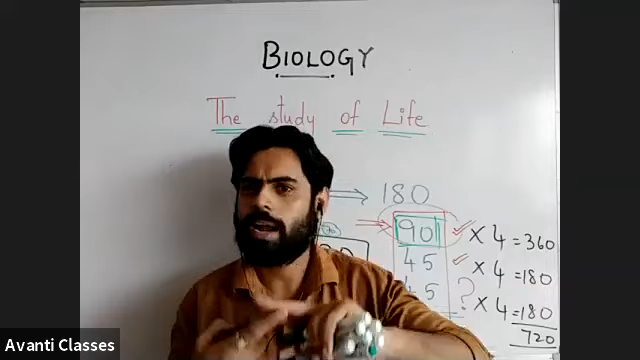 BIOLOGY
The study of Life
180
90 × 4 = 360
45 × 4 = 180
45 ? × 4 = 180
720
Avanti Classes